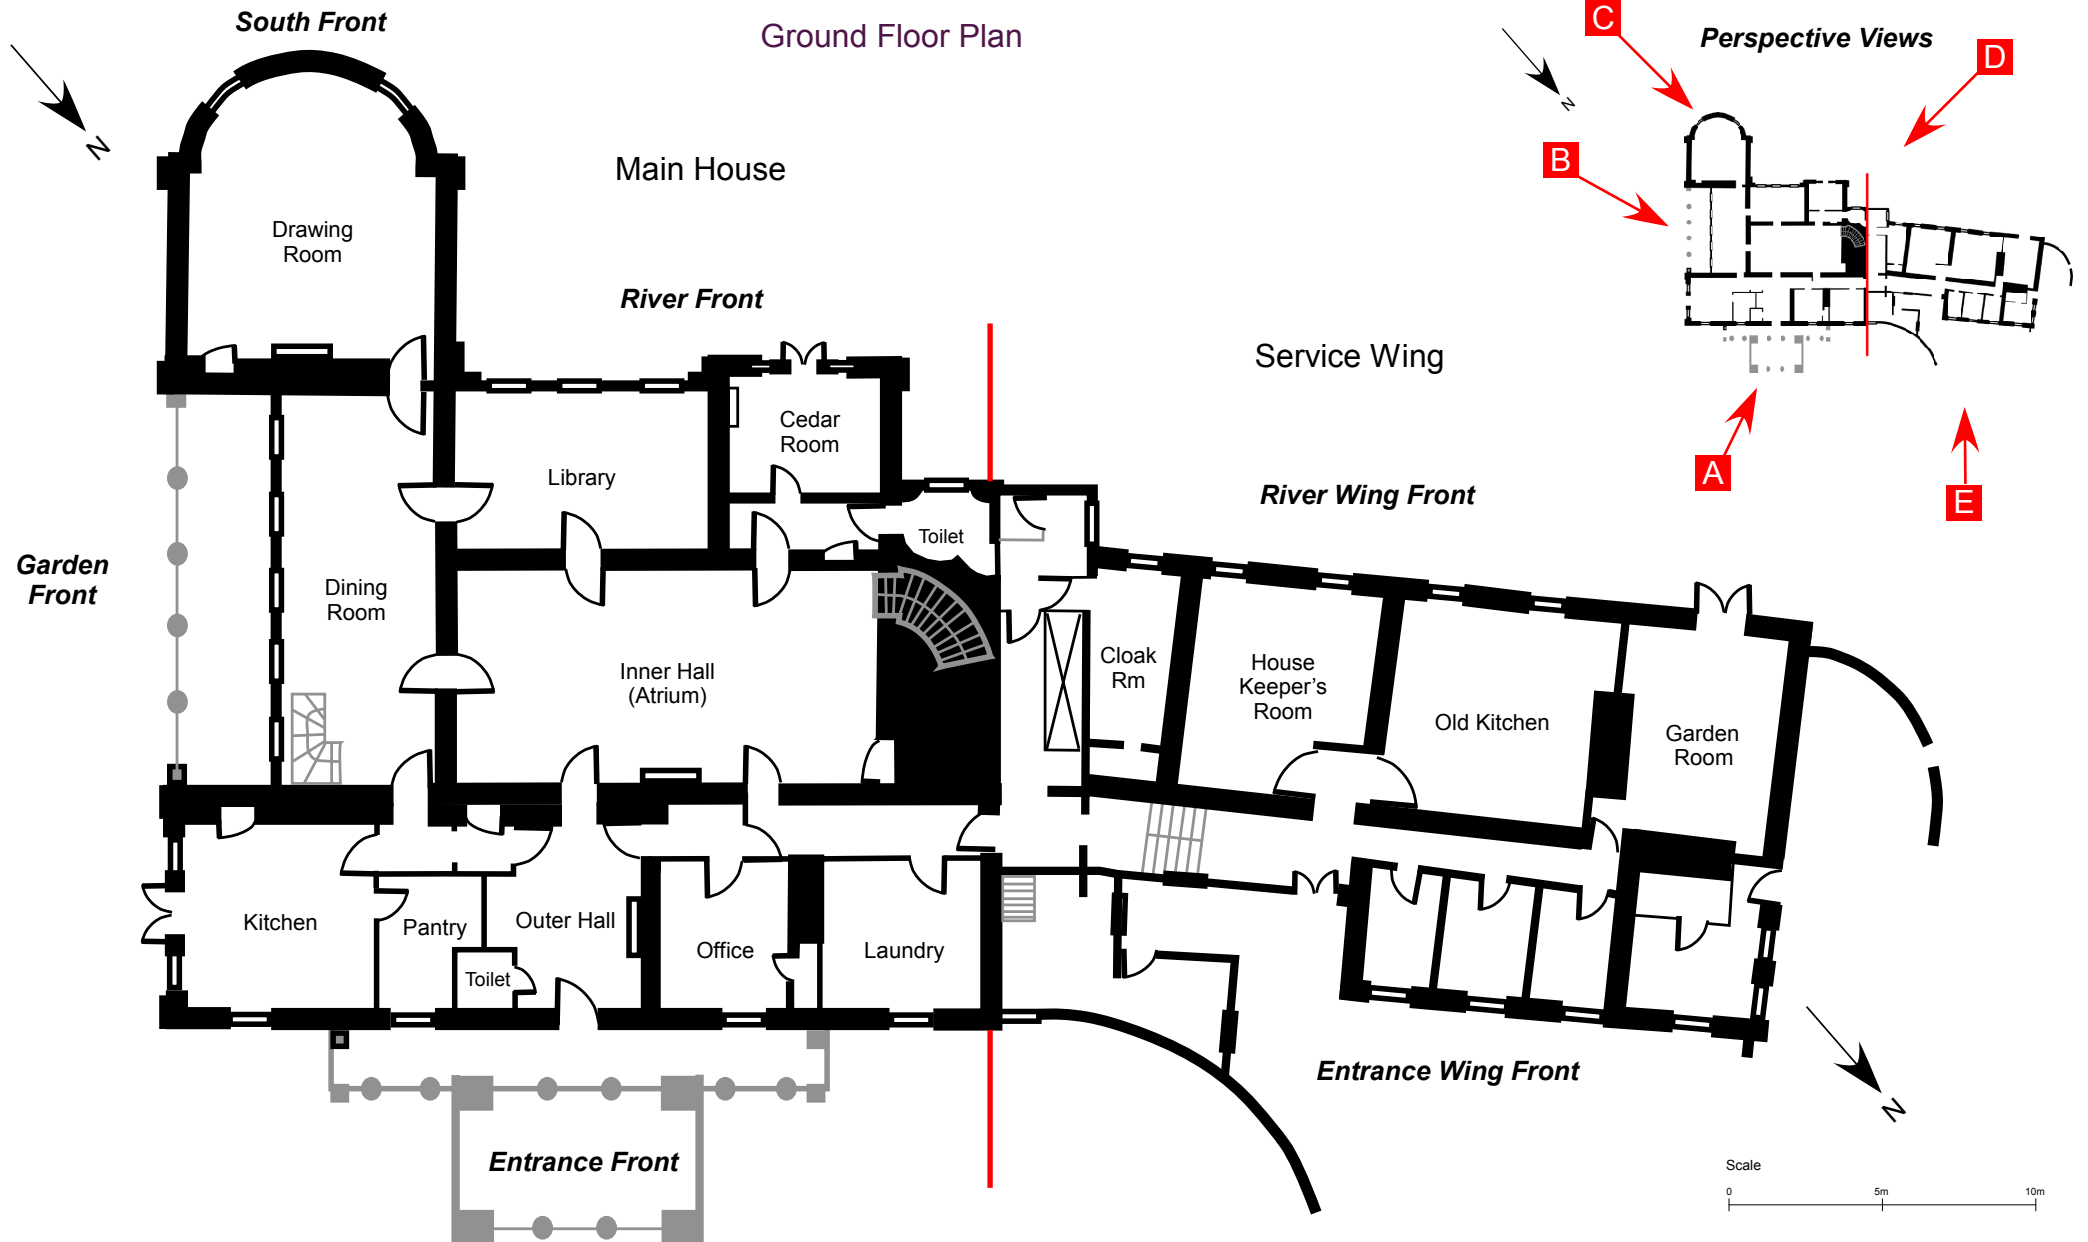 South Front
Ground Floor Plan
C
Perspective Views
D
N
N
B
Main House
Drawing
Room
River Front
Service Wing
Cedar
Room
A
E
Library
River Wing Front
Toilet
Garden
Front
Dining
Room
Inner Hall
(Atrium)
Cloak
Rm
House
Keeper's
Room
Old Kitchen
Garden
Room
Kitchen
Pantry
Outer Hall
Office
Laundry
Toilet
Entrance Wing Front
N
Entrance Front
Scale
0 5m 10m